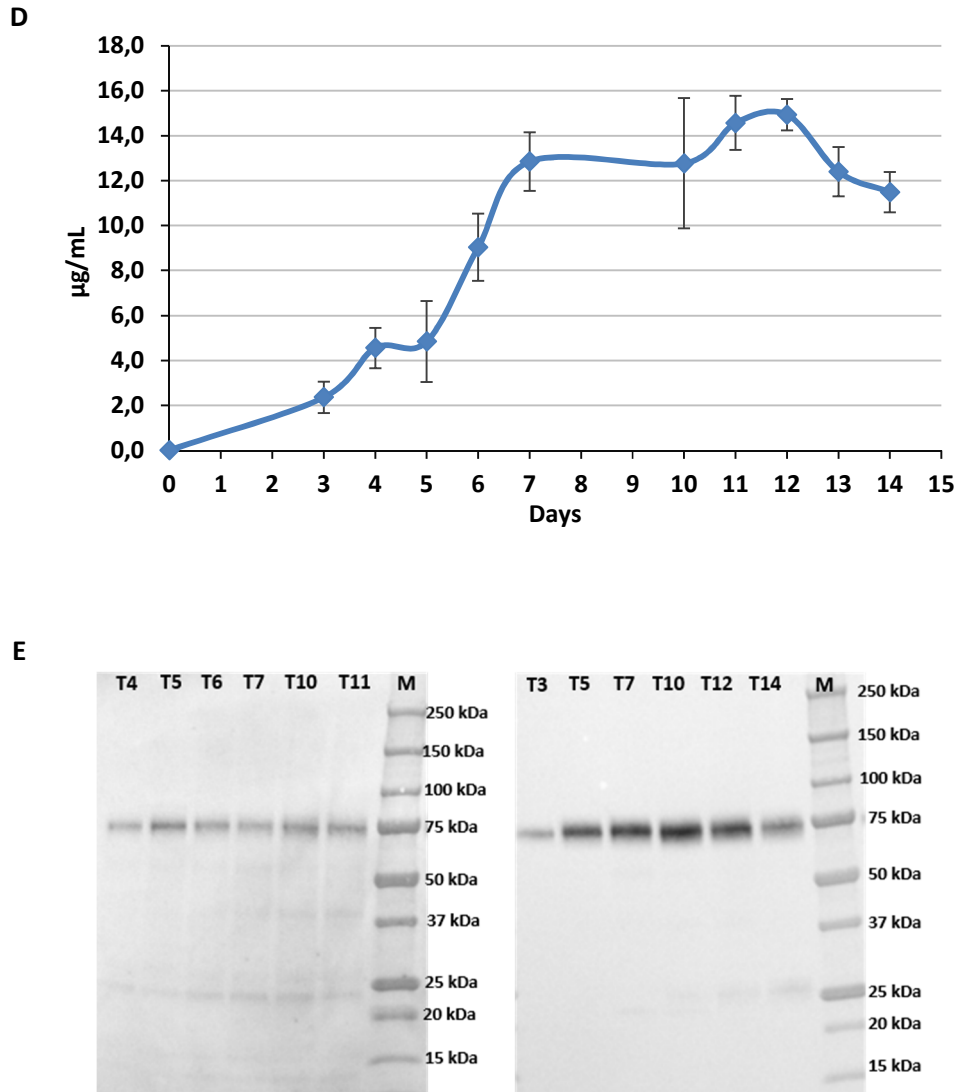 D
18,0
16,0
14,0
12,0
10,0
8,0
6,0
4,0
2,0
0,0
µg/mL
0 1 2 3 4 5 6 7 8 9 10 11 12 13 14 15
Days
E
T4 T5 T6 T7 T10 T11 M
250 kDa
150 kDa
100 kDa
75 kDa
50 kDa
37 kDa
25 kDa
20 kDa
15 kDa
T3 T5 T7 T10 T12 T14 M
250 kDa
150 kDa
100 kDa
75 kDa
50 kDa
37 kDa
25 kDa
20 kDa
15 kDa